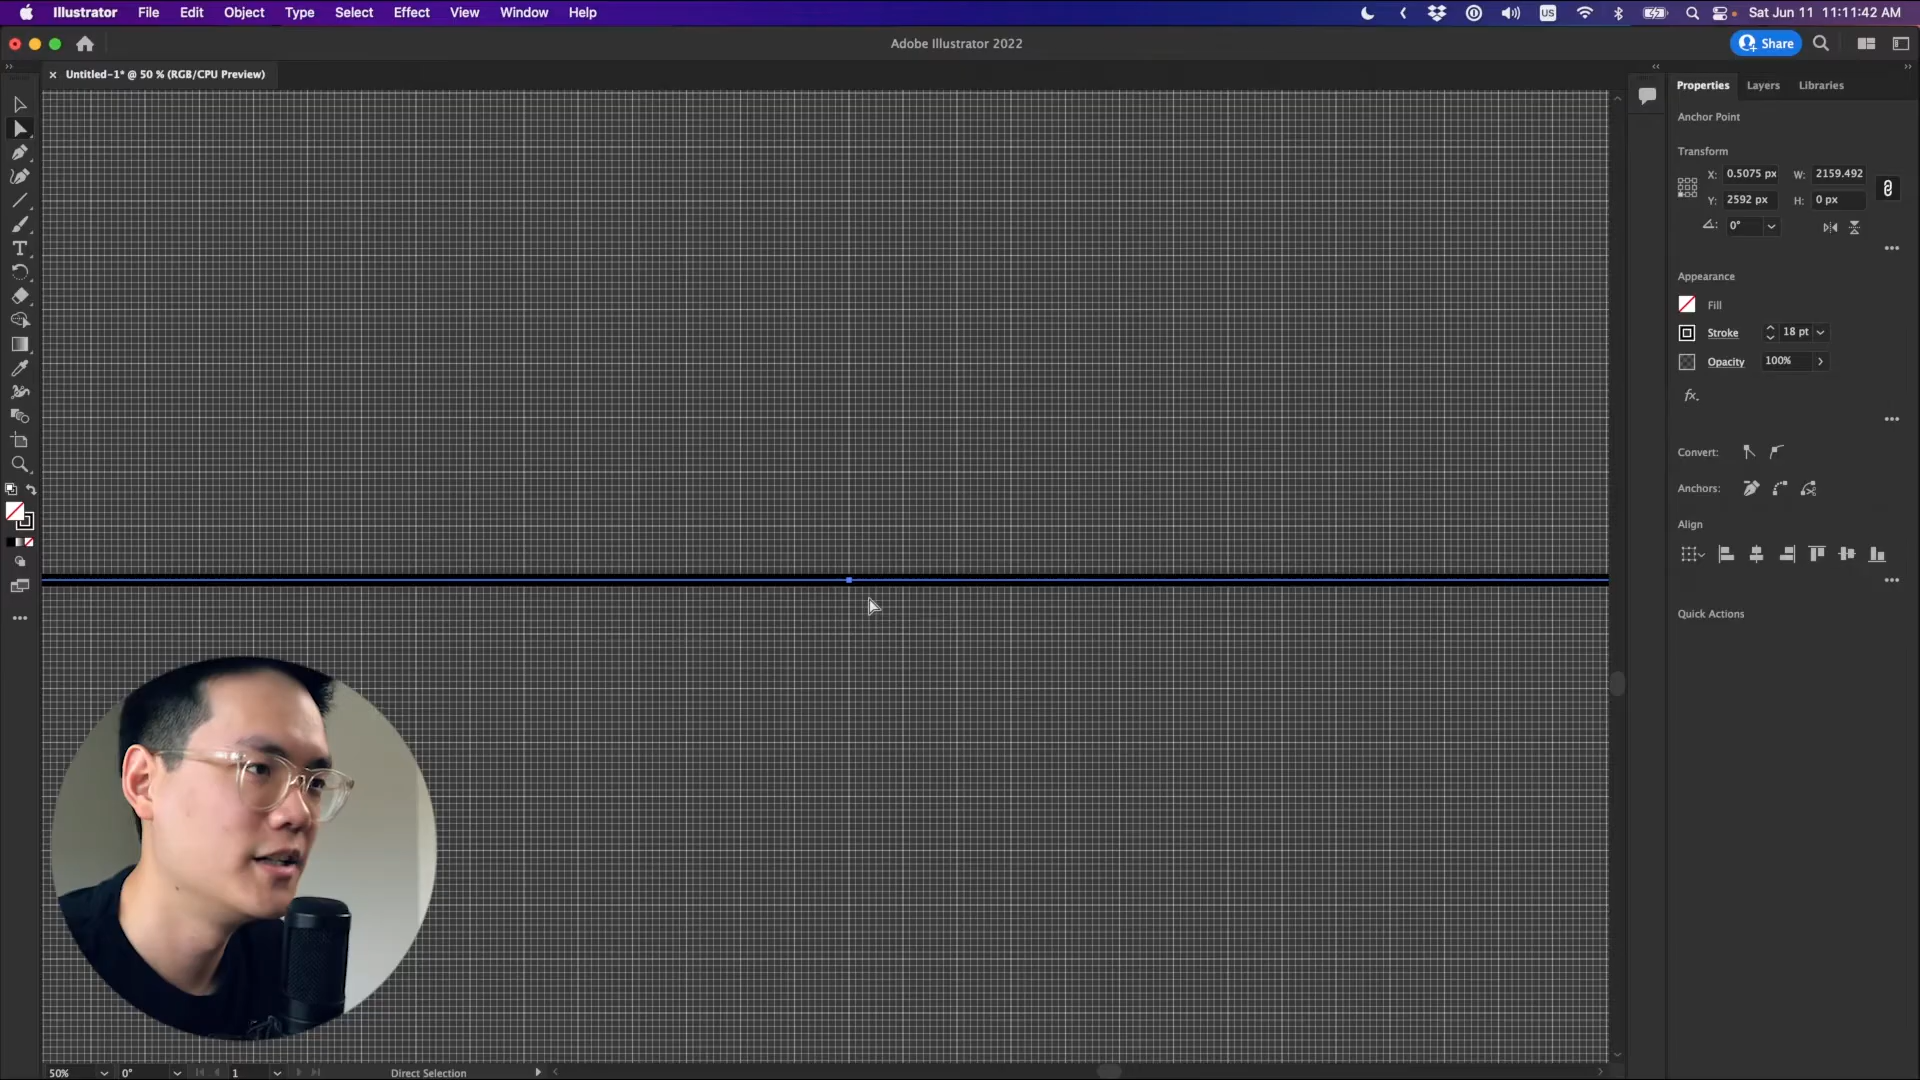 Illustrator File Edit Object Type Select Effect View Window Help US Sat Jun 11 11:11:42 AM
Adobe Illustrator 2022 Share
Untitled-1* @ 50 % (RGB/CPU Preview)
Properties Layers Libraries
Anchor Point
Transform
X: 0.5075 px W: 2159.492
Y: 2592 px H: 0 px
0°
Appearance
Fill
Stroke 18 pt
Opacity 100%
fx.
Convert:
Anchors:
Align
Quick Actions
50% 0° 1 Direct Selection